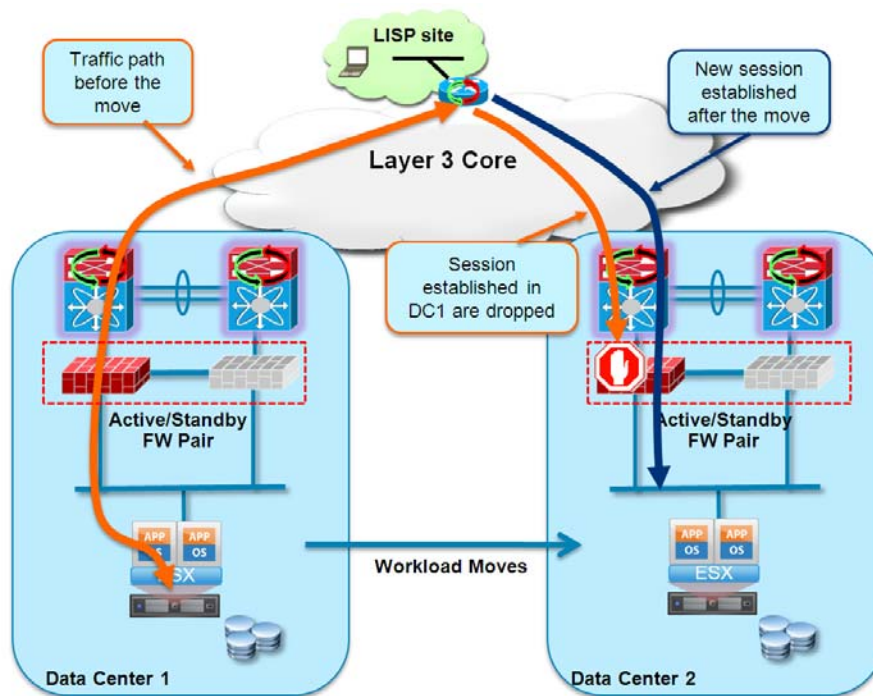 LISP site
Traffic path
before the
move
New session
established
after the move
Layer 3 Core
Session
established in
DC1 are dropped
Active/Standby
FW Pair
Active/Standby
FW Pair
APP
OS
APP
OS
ESX
APP
OS
APP
OS
ESX
Workload Moves
Data Center 1
Data Center 2